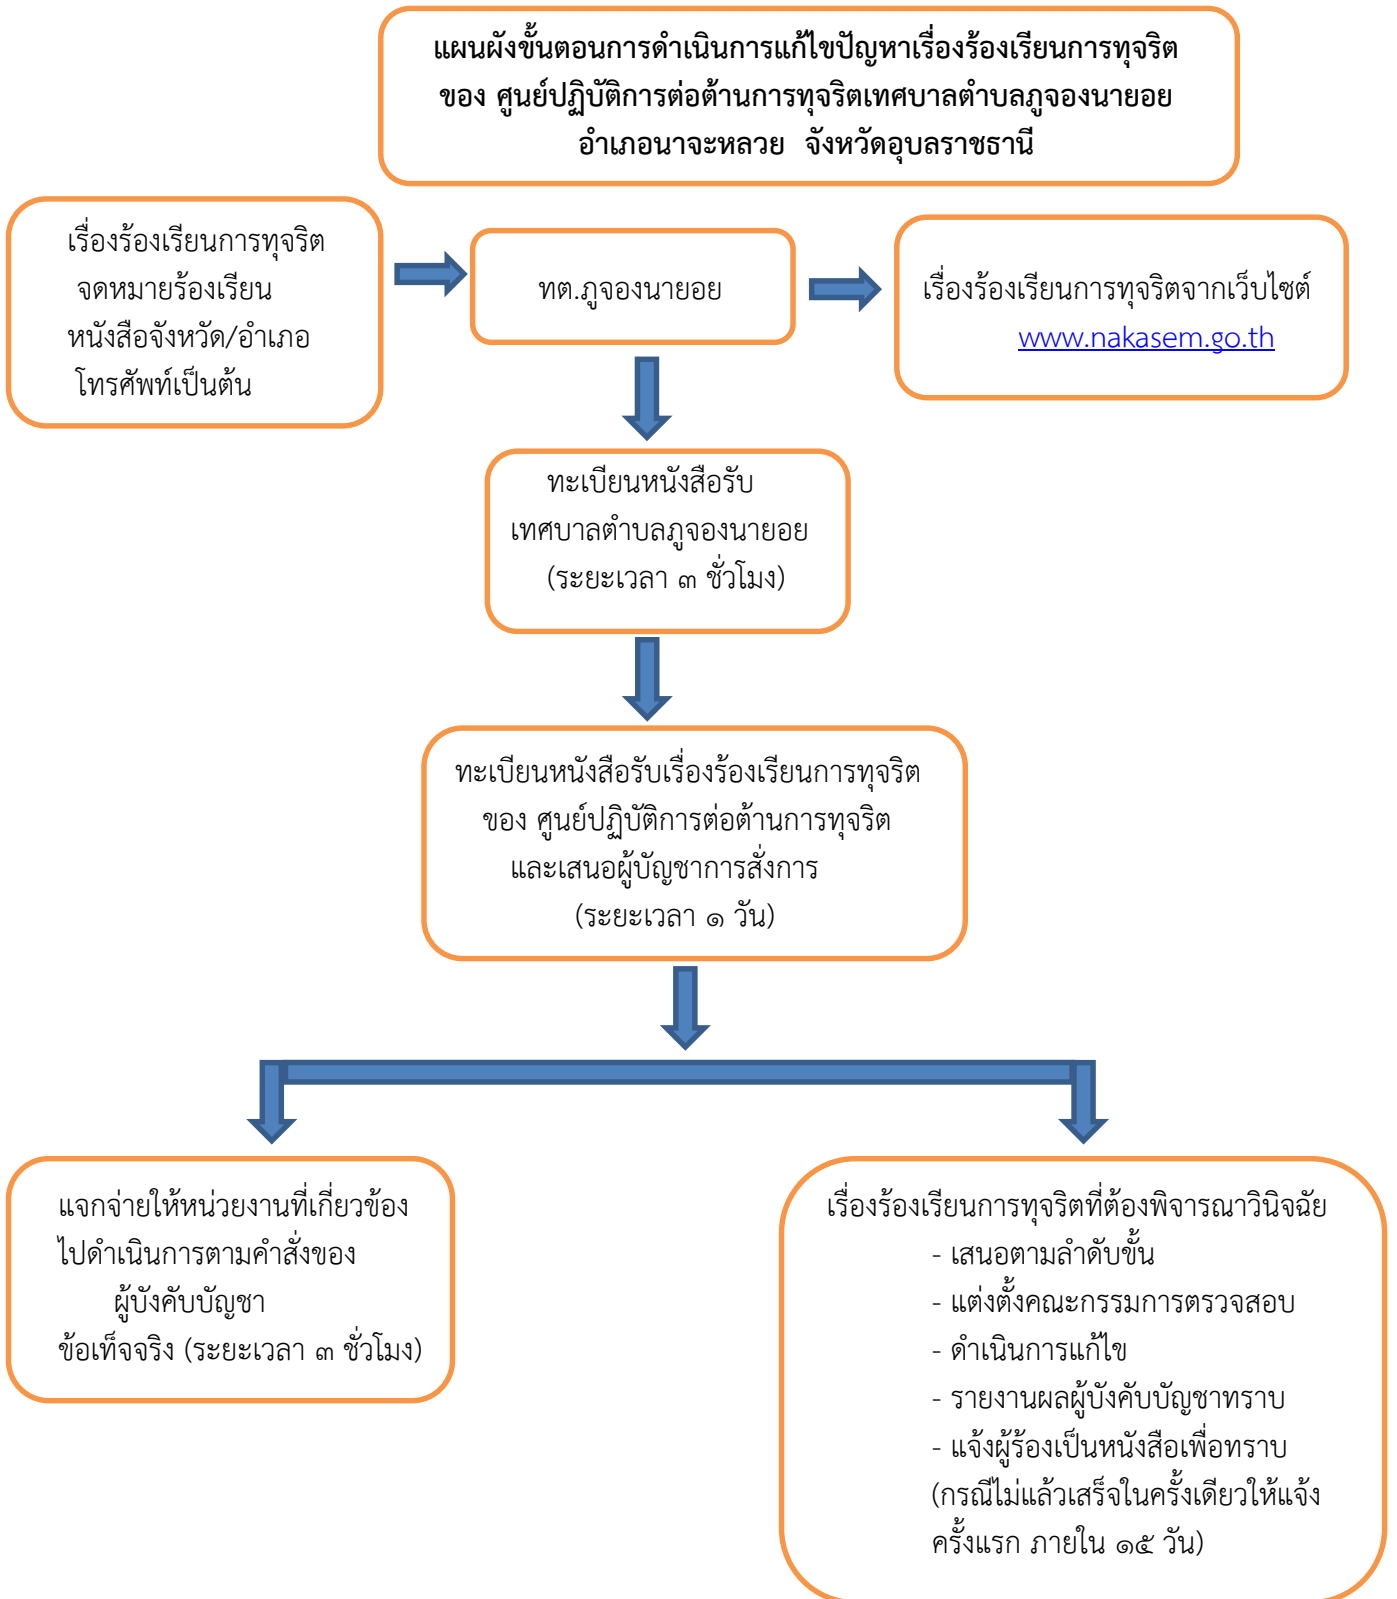 แผนผังขั้นตอนการดำเนินการแก้ไขปัญหาเรื่องร้องเรียนการทุจริต
ของ ศูนย์ปฏิบัติการต่อต้านการทุจริตเทศบาลตำบลภูจองนายอย
อำเภอนาจะหลวย จังหวัดอุบลราชธานี
เรื่องร้องเรียนการทุจริต
จดหมายร้องเรียน
หนังสือจังหวัด/อำเภอ
โทรศัพท์เป็นต้น
ทต.ภูจองนายอย
เรื่องร้องเรียนการทุจริตจากเว็บไซต์
www.nakasem.go.th
ทะเบียนหนังสือรับ
เทศบาลตำบลภูจองนายอย
(ระยะเวลา ๓ ชั่วโมง)
ทะเบียนหนังสือรับเรื่องร้องเรียนการทุจริต
ของ ศูนย์ปฏิบัติการต่อต้านการทุจริต
และเสนอผู้บัญชาการสั่งการ
(ระยะเวลา ๑ วัน)
แจกจ่ายให้หน่วยงานที่เกี่ยวข้อง
ไปดำเนินการตามคำสั่งของ
ผู้บังคับบัญชา
ข้อเท็จจริง (ระยะเวลา ๓ ชั่วโมง)
เรื่องร้องเรียนการทุจริตที่ต้องพิจารณาวินิจฉัย
- เสนอตามลำดับขั้น
- แต่งตั้งคณะกรรมการตรวจสอบ
- ดำเนินการแก้ไข
- รายงานผลผู้บังคับบัญชาทราบ
- แจ้งผู้ร้องเป็นหนังสือเพื่อทราบ
(กรณีไม่แล้วเสร็จในครั้งเดียวให้แจ้ง
ครั้งแรก ภายใน ๑๕ วัน)